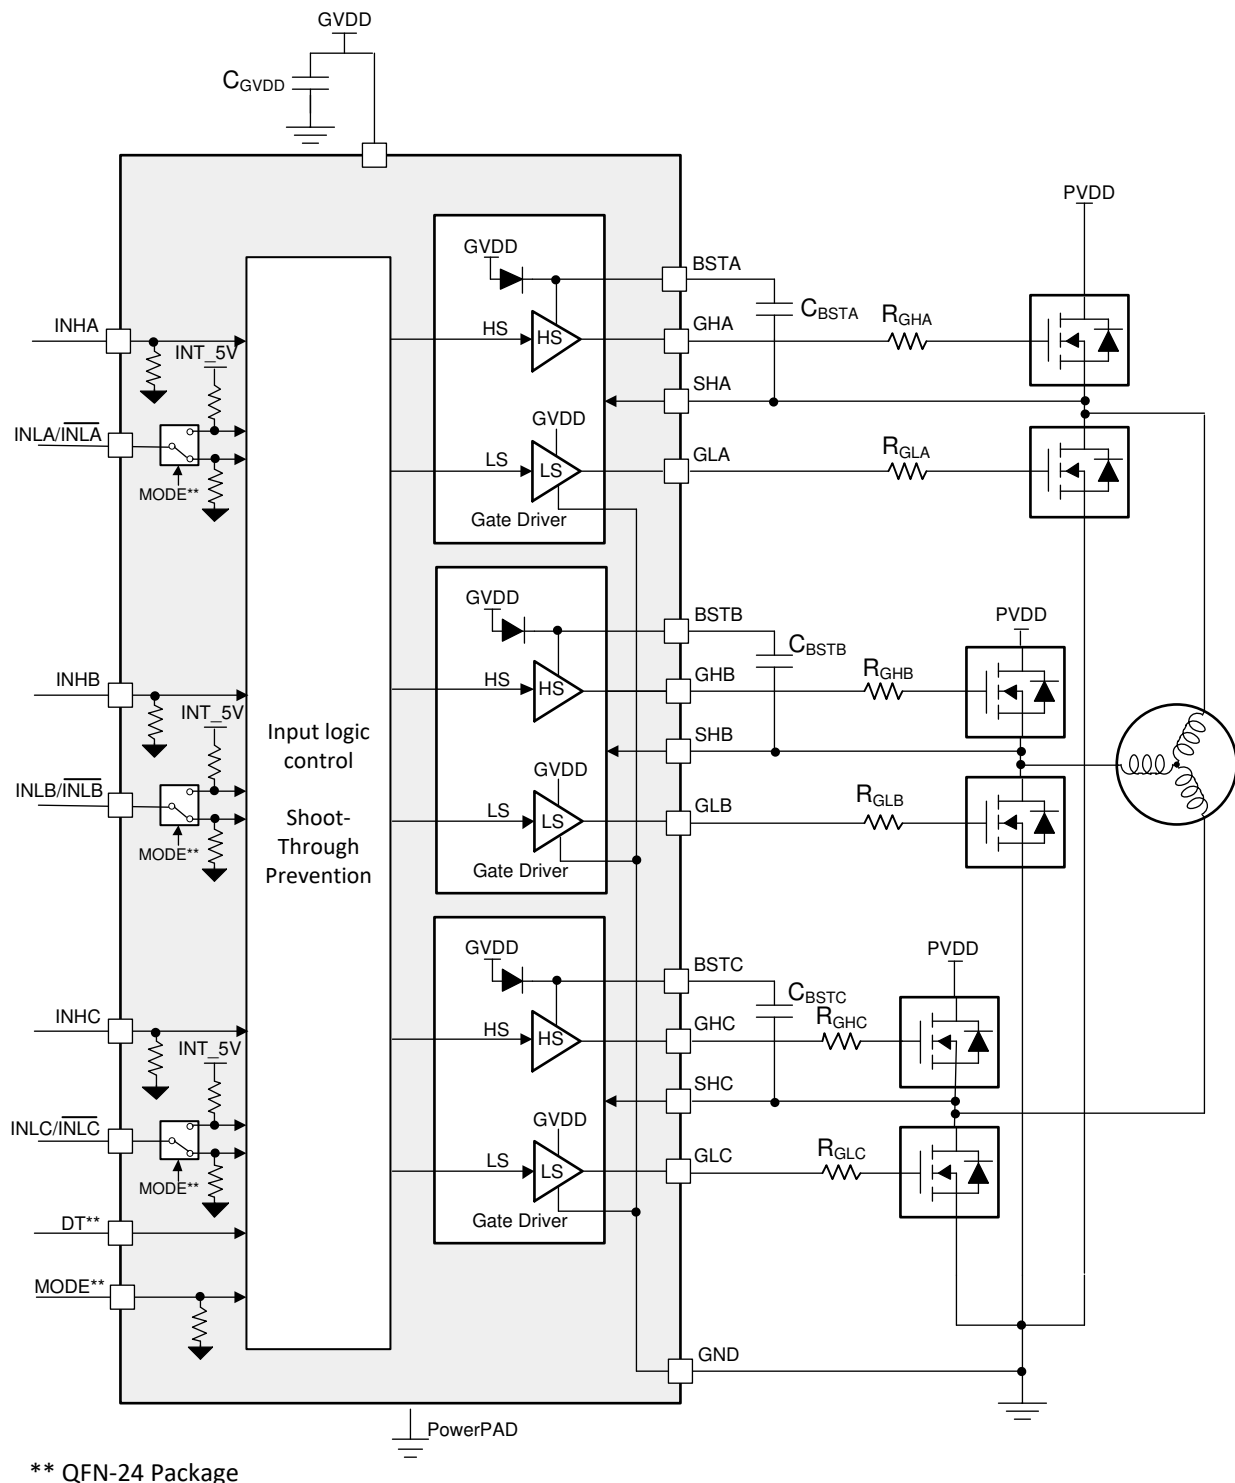 GVDD
CGVDD
PVDD
GVDD
BSTA
CBSTA
RGHA
INHA
HS
HS
GHA
INT_5V
SHA
GVDD
INLA/INLA
LS
LS
GLA
RGLA
MODE**
Gate Driver
GVDD
BSTB
PVDD
CBSTB
INHB
HS
HS
GHB
RGHB
INT_5V
Input logic
control
SHB
GVDD
INLB/INLB
LS
LS
GLB
RGLB
Shoot-
Through
Prevention
MODE**
Gate Driver
GVDD
BSTC
PVDD
CBSTC
INHC
HS
HS
GHC
RGHC
INT_5V
SHC
GVDD
INLC/INLC
LS
LS
GLC
RGLC
MODE**
Gate Driver
DT**
MODE**
GND
PowerPAD
** QFN-24 Package